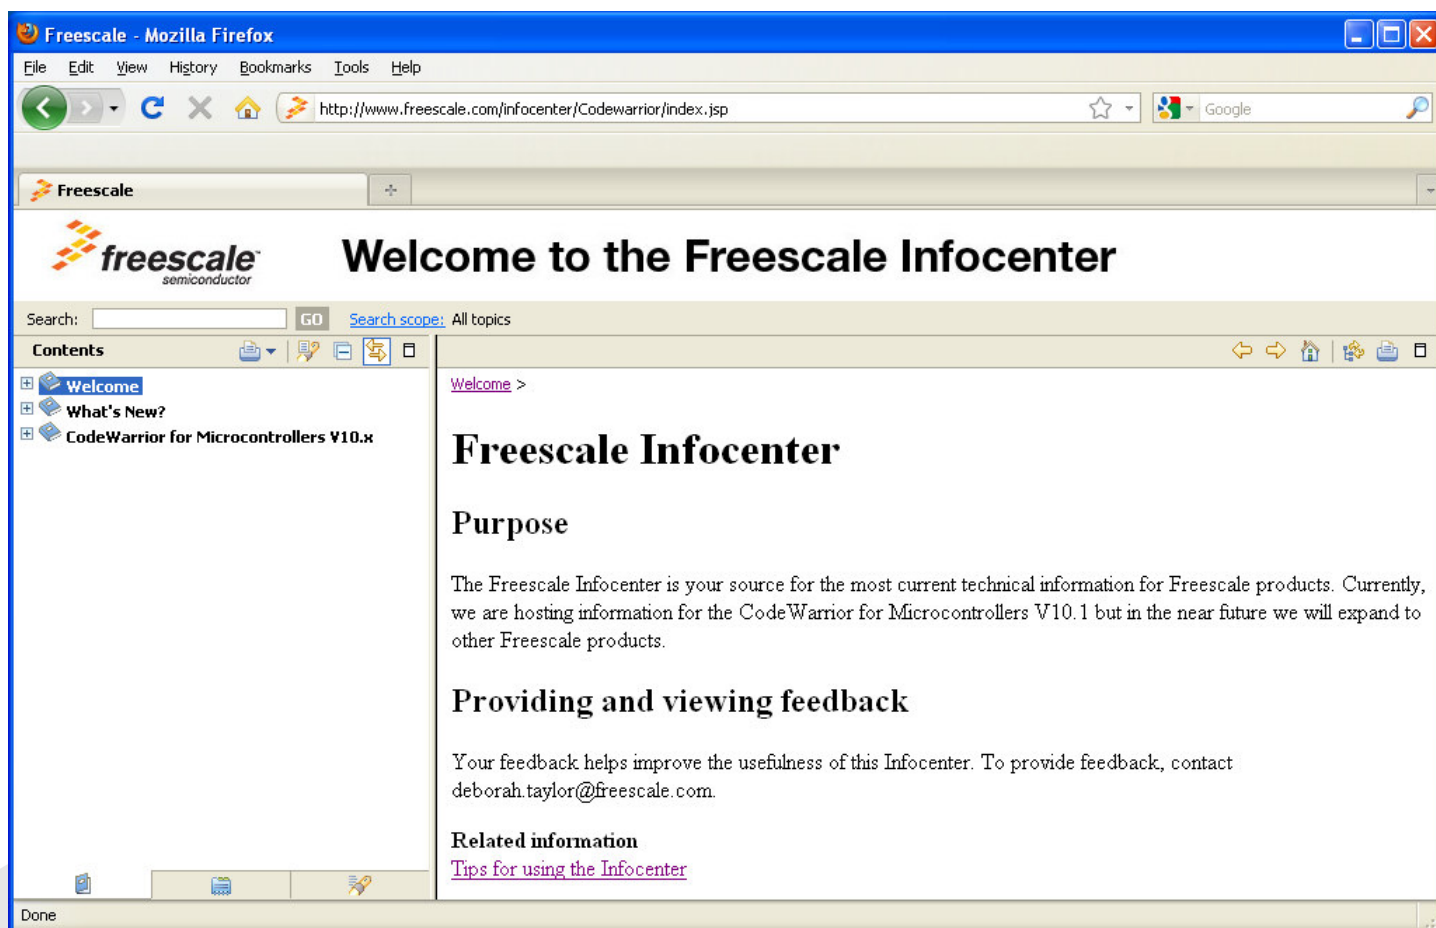 Freescale - Mozilla Firefox
File Edit View History Bookmarks Tools Help
http://www.freescale.com/infocenter/Codewarrior/index.jsp
Google
Freescale
freescale™
semiconductor
Welcome to the Freescale Infocenter
Search: GO Search scope: All topics
Contents
Welcome
What's New?
CodeWarrior for Microcontrollers V10.x
Welcome >
Freescale Infocenter
Purpose
The Freescale Infocenter is your source for the most current technical information for Freescale products. Currently,
we are hosting information for the CodeWarrior for Microcontrollers V10.1 but in the near future we will expand to
other Freescale products.
Providing and viewing feedback
Your feedback helps improve the usefulness of this Infocenter. To provide feedback, contact
deborah.taylor@freescale.com.
Related information
Tips for using the Infocenter
Done